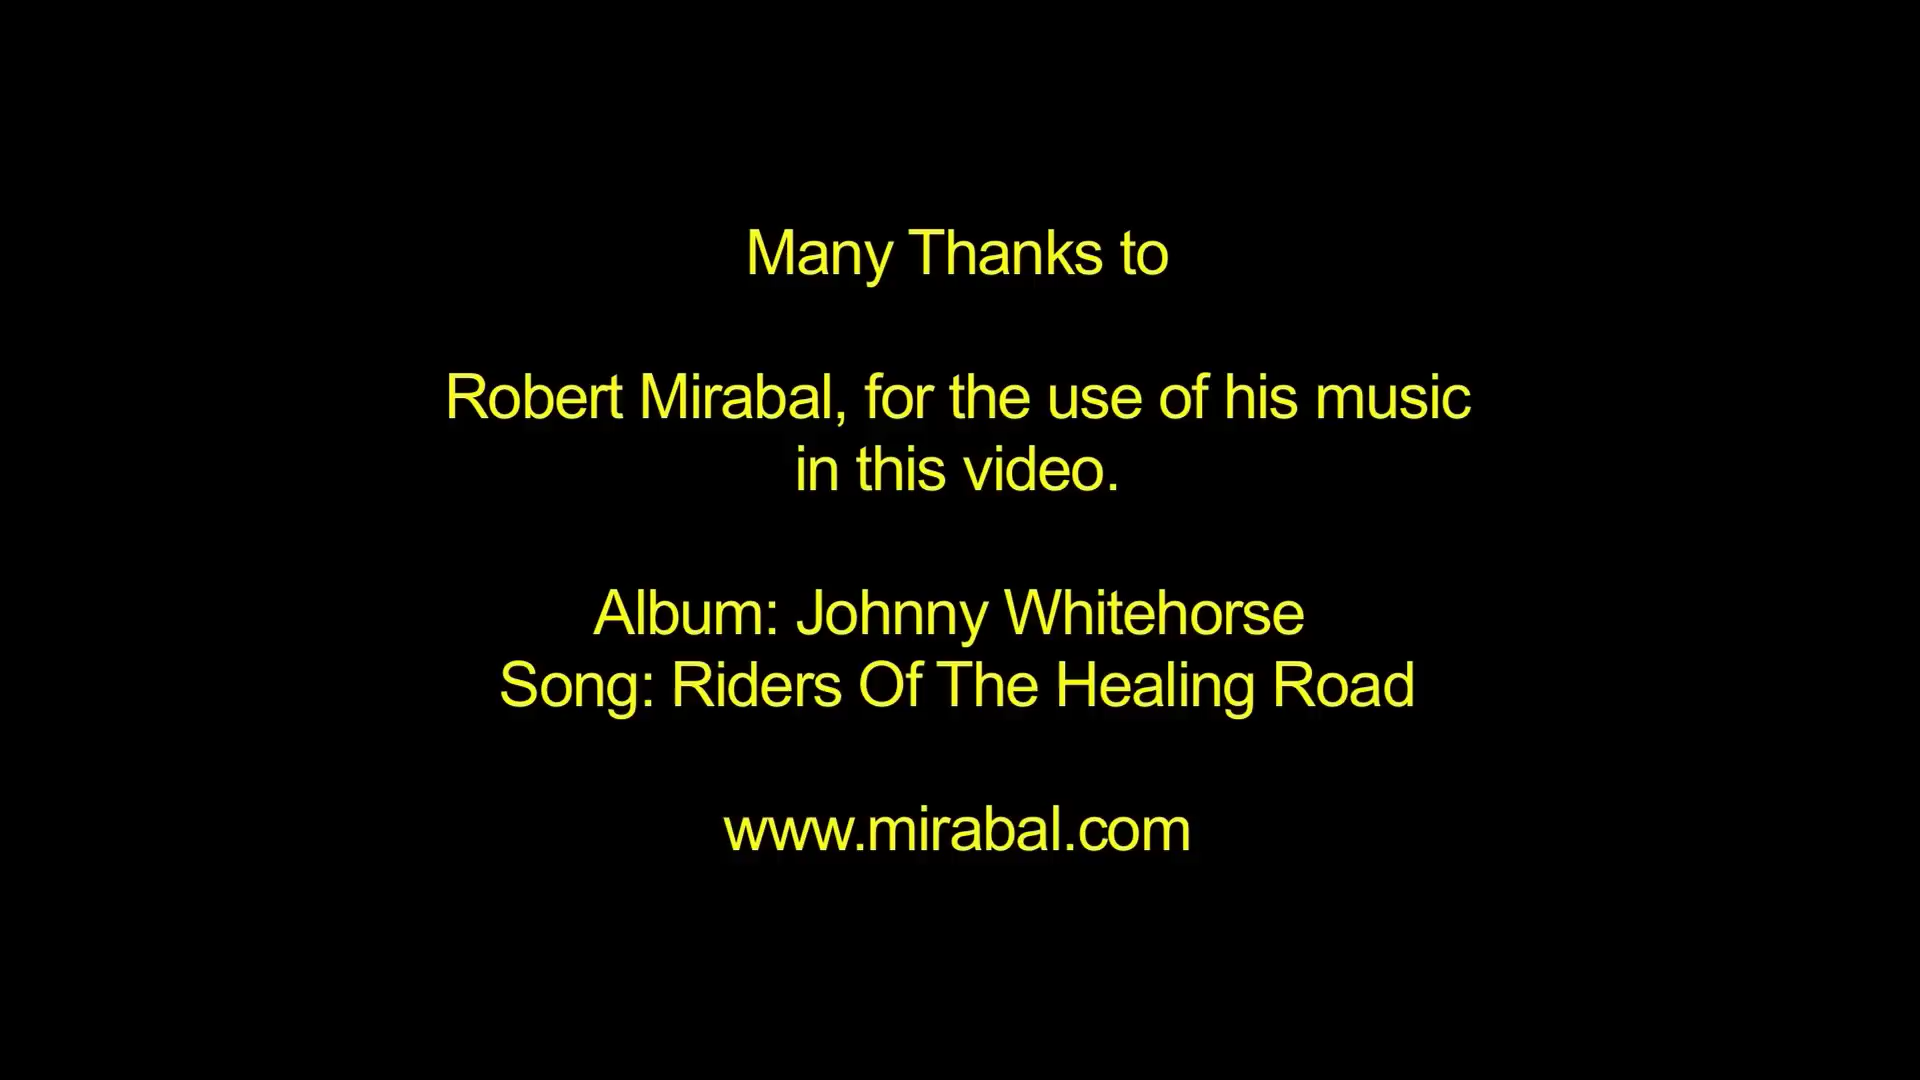 Many Thanks to
Robert Mirabal, for the use of his music
in this video.
Album: Johnny Whitehorse
Song: Riders Of The Healing Road
www.mirabal.com